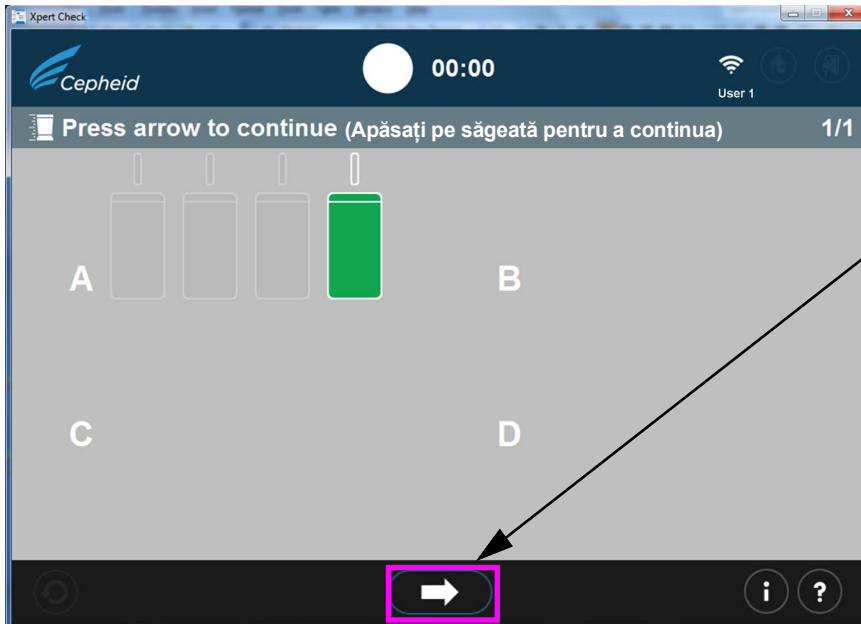 Xpert Check
Cepheid
00:00
User 1
Press arrow to continue (Apăsați pe săgeată pentru a continua)
1/1
A
B
C
D
i
?